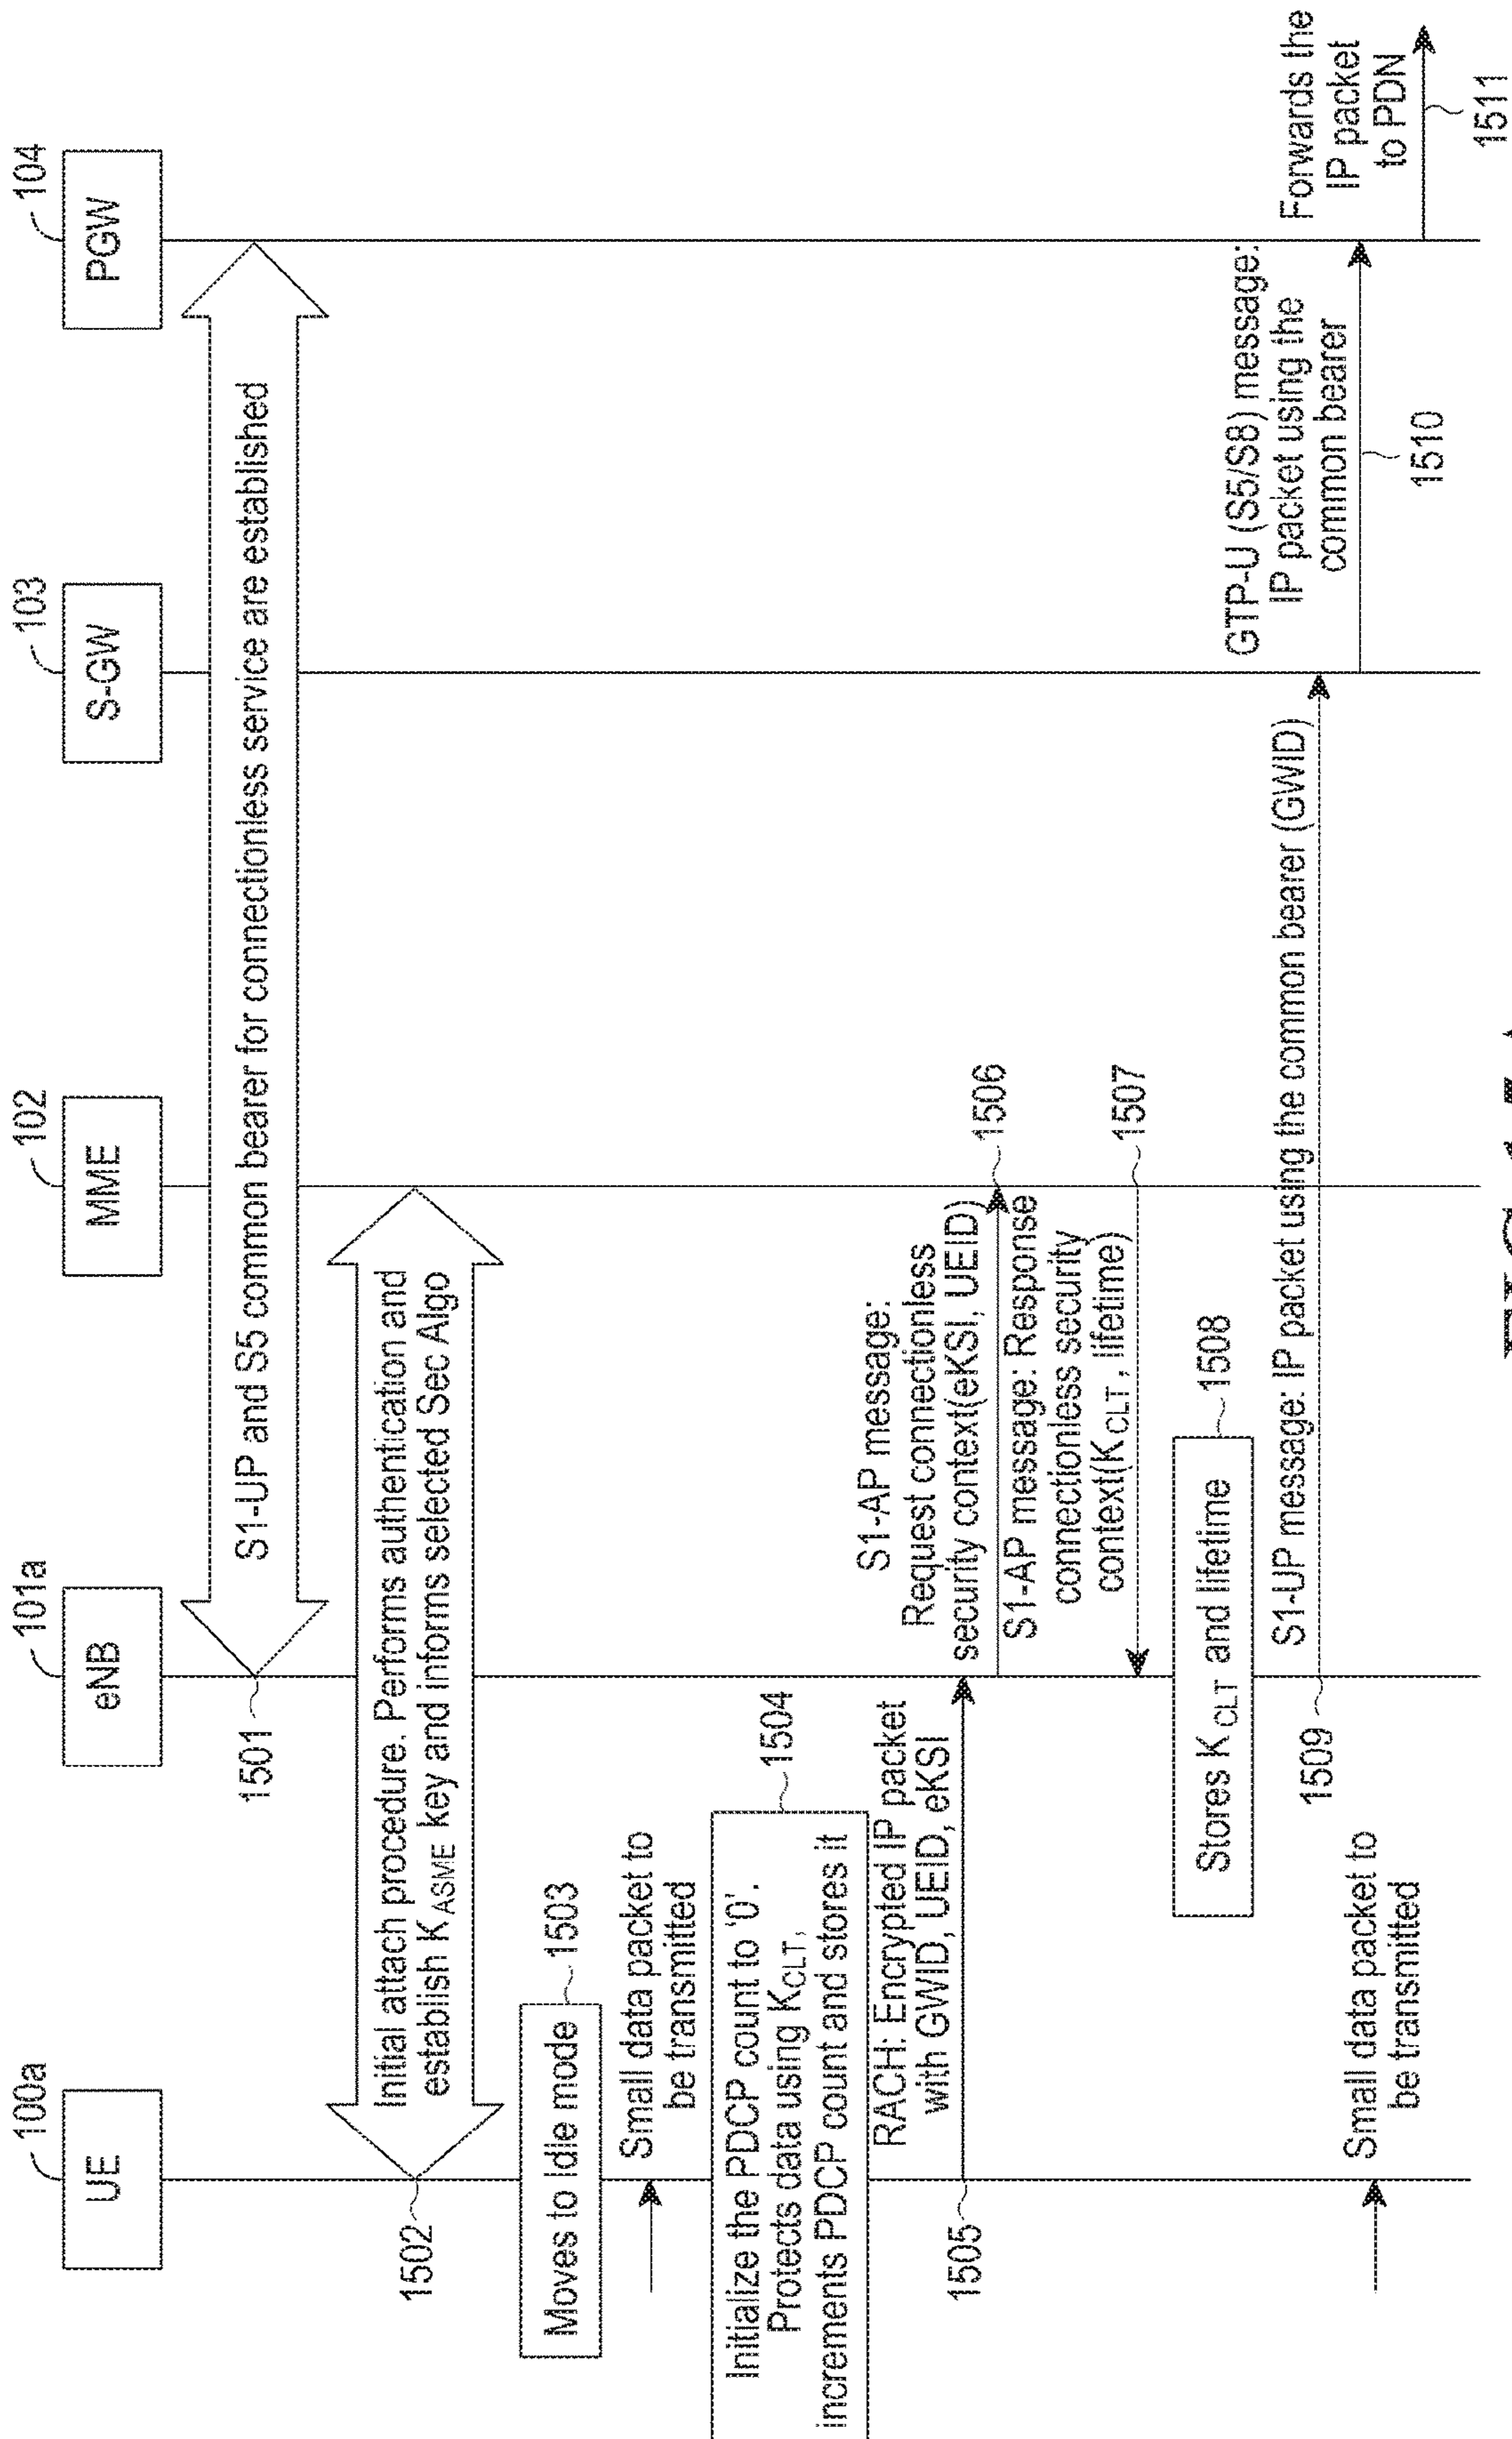 100a
101a
102
103
104
UE
eNB
MME
S-GW
PGW
S1-UP and S5 common bearer for connectionless service are established
1501
Initial attach procedure. Performs authentication and
establish K ASME key and informs selected Sec Algo
1502
Moves to Idle mode
1503
Small data packet to
be transmitted
Initialize the PDCP count to '0'.
Protects data using KCLT,
increments PDCP count and stores it
1504
RACH: Encrypted IP packet
with GWID, UEID, eKSI
1505
S1-AP message:
Request connectionless
security context(eKSI, UEID)
1506
S1-AP message: Response
connectionless security
context(K CLT, lifetime)
1507
Stores K CLT and lifetime
1508
S1-UP message: IP packet using the common bearer (GWID)
1509
GTP-U (S5/S8) message:
IP packet using the
common bearer
1510
Forwards the
IP packet
to PDN
1511
Small data packet to
be transmitted